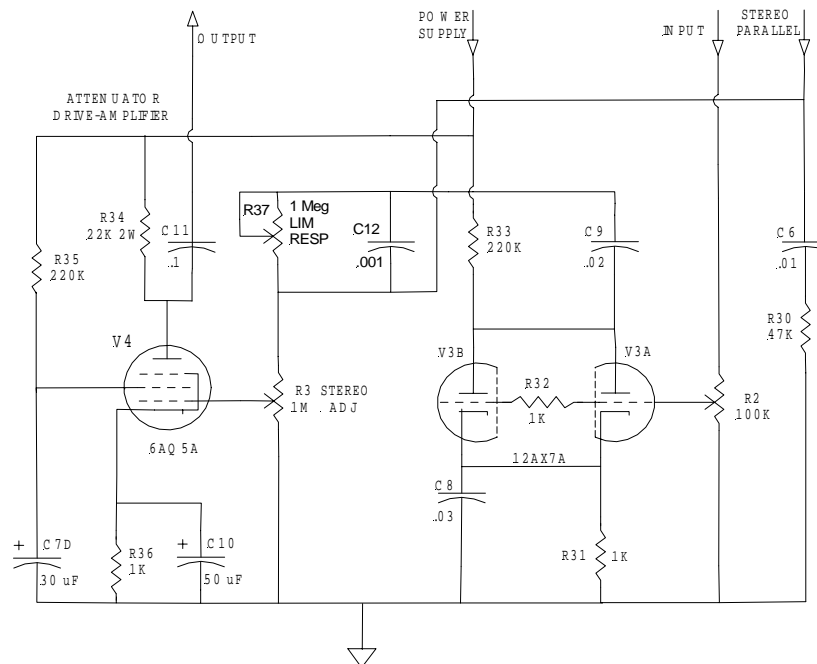 POWER
SUPPLY
STEREO
PARALLEL
INPUT
OUTPUT
ATTENUATOR
DRIVE-AMPLIFIER
R37
1 Meg
LIM
RESP
R34
22K 2W
C11
.1
C12
.001
R33
220K
C9
.02
C6
.01
R35
220K
R30
47K
V4
V3B
V3A
R32
1K
R3 STEREO
1M . ADJ
R2
100K
6AQ5A
12AX7A
C8
.03
C7D
+
30 uF
R36
1K
+
C10
50 uF
R31
1K